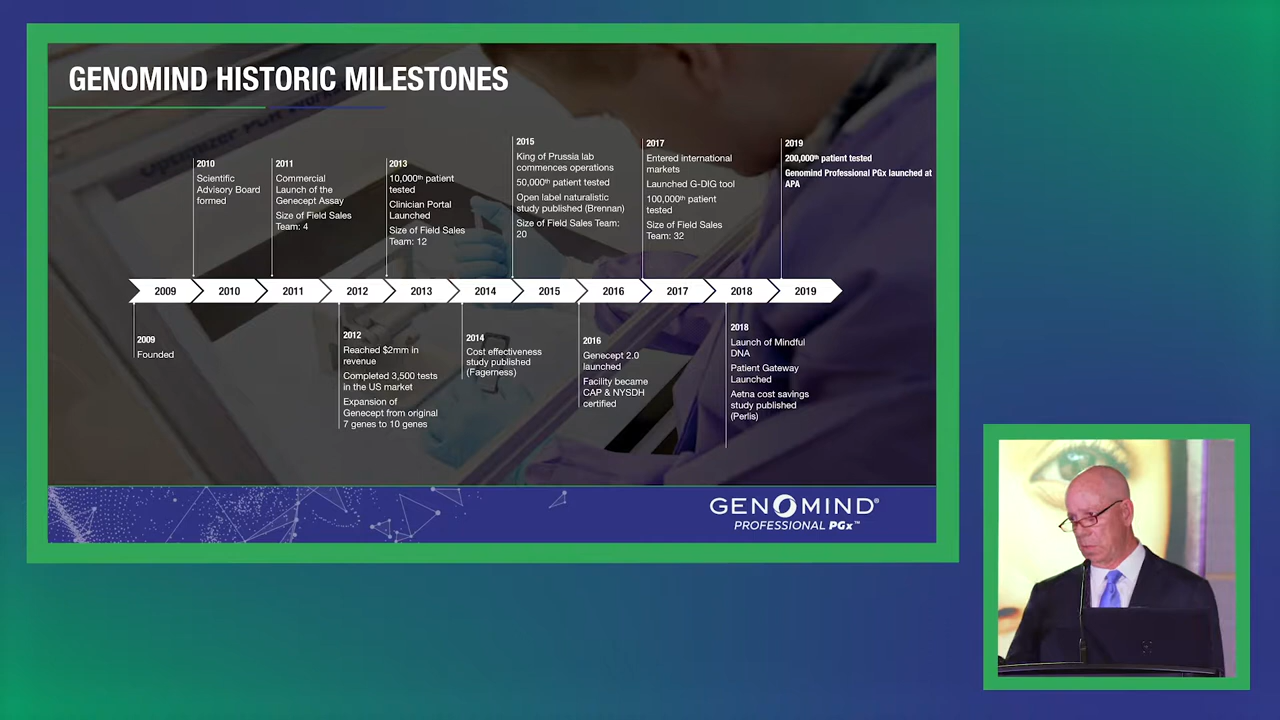 GENOMIND HISTORIC MILESTONES
2010
Scientific
Advisory Board
formed
2011
Commercial
Launch of the
Genecept Assay
Size of Field Sales
Team: 4
2013
10,000th patient
tested
Clinician Portal
Launched
Size of Field Sales
Team: 12
2015
King of Prussia lab
commences operations
50,000th patient tested
Open label naturalistic
study published (Brennan)
Size of Field Sales Team:
20
2017
Entered international
markets
Launched G-DIG tool
100,000th patient
tested
Size of Field Sales
Team: 32
2019
200,000th patient tested
Genomind Professional PGx launched at
APA
2009 2010 2011 2012 2013 2014 2015 2016 2017 2018 2019
2009
Founded
2012
Reached $2mm in
revenue
Completed 3,500 tests
in the US market
Expansion of
Genecept from original
7 genes to 10 genes
2014
Cost effectiveness
study published
(Fagerness)
2016
Genecept 2.0
launched
Facility became
CAP & NYSDH
certified
2018
Launch of Mindful
DNA
Patient Gateway
Launched
Aetna cost savings
study published
(Perlis)
GENOMIND®
PROFESSIONAL PGx™